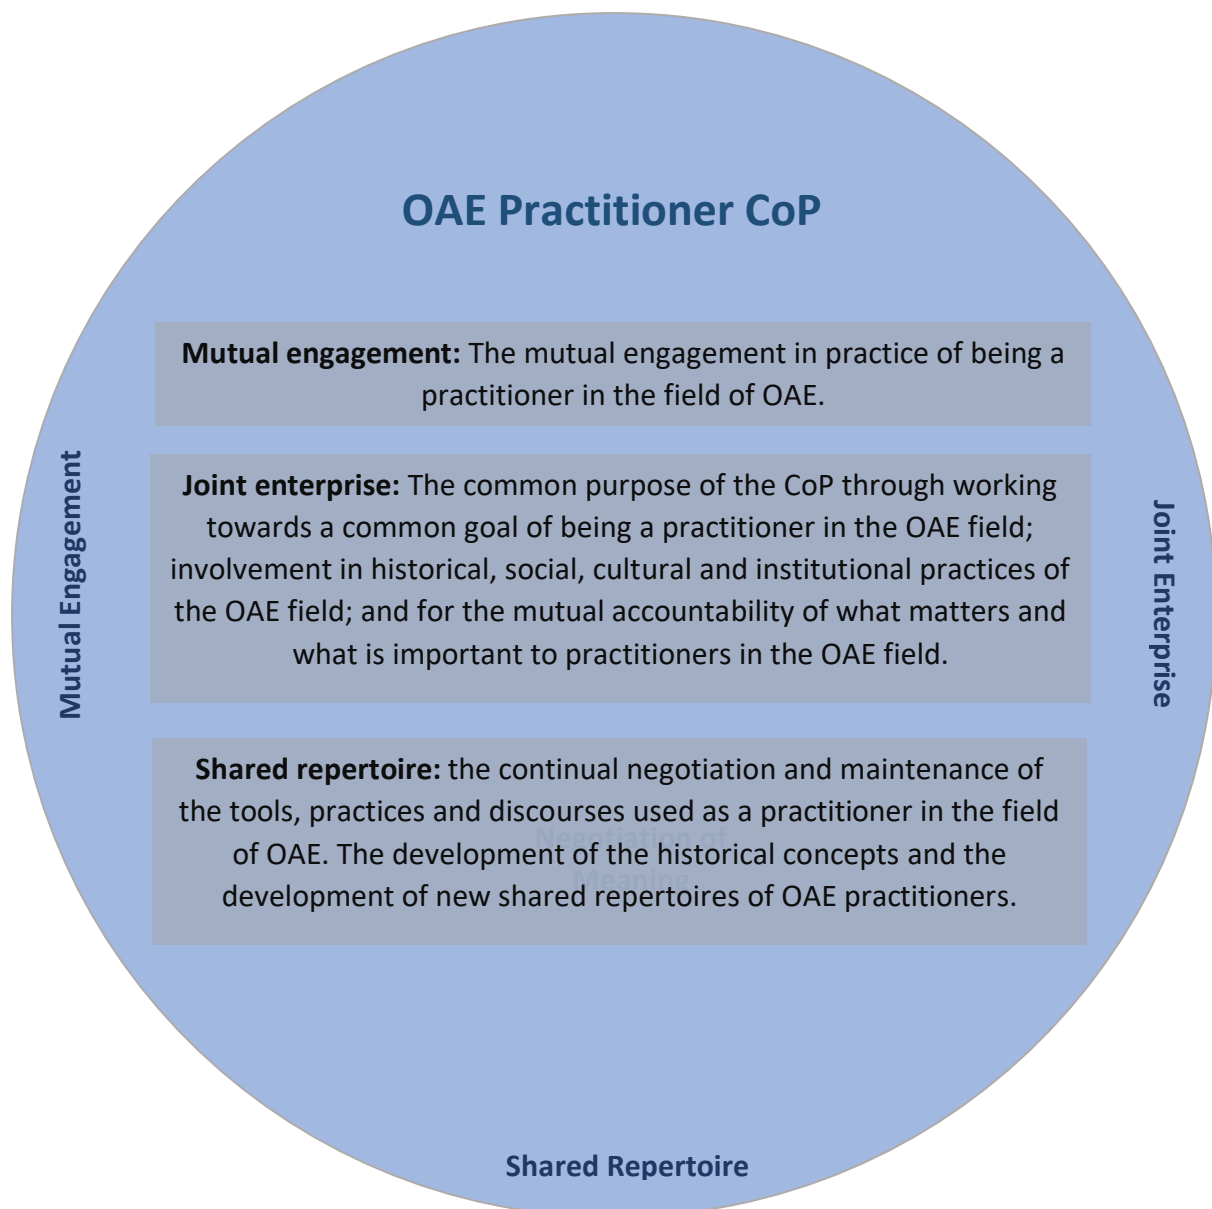 OAE Practitioner CoP
Mutual engagement: The mutual engagement in practice of being a
practitioner in the field of OAE.
Joint enterprise: The common purpose of the CoP through working
towards a common goal of being a practitioner in the OAE field;
involvement in historical, social, cultural and institutional practices of
the OAE field; and for the mutual accountability of what matters and
what is important to practitioners in the OAE field.
Shared repertoire: the continual negotiation and maintenance of
the tools, practices and discourses used as a practitioner in the field
of OAE. The development of the historical concepts and the
development of new shared repertoires of OAE practitioners.
Negotiation of
Meaning
Mutual Engagement
Joint Enterprise
Shared Repertoire